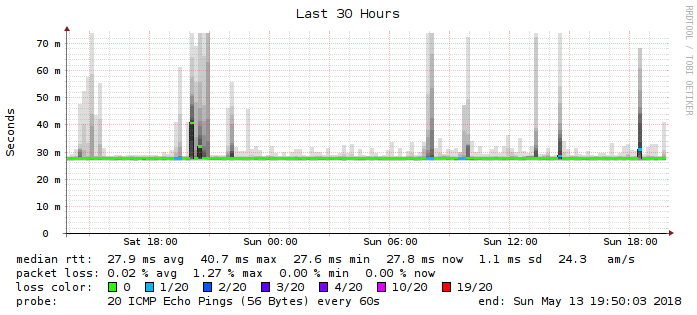 Last 30 Hours
RRDTOOL / TOBI OETIKER
Seconds
70 m
60 m
50 m
40 m
30 m
20 m
10 m
0
Sat 18:00 Sun 00:00 Sun 06:00 Sun 12:00 Sun 18:00
median rtt: 27.9 ms avg 40.7 ms max 27.6 ms min 27.8 ms now 1.1 ms sd 24.3 am/s
packet loss: 0.02 % avg 1.27 % max 0.00 % min 0.00 % now
loss color: 0 1/20 2/20 3/20 4/20 10/20 19/20
probe: 20 ICMP Echo Pings (56 Bytes) every 60s end: Sun May 13 19:50:03 2018